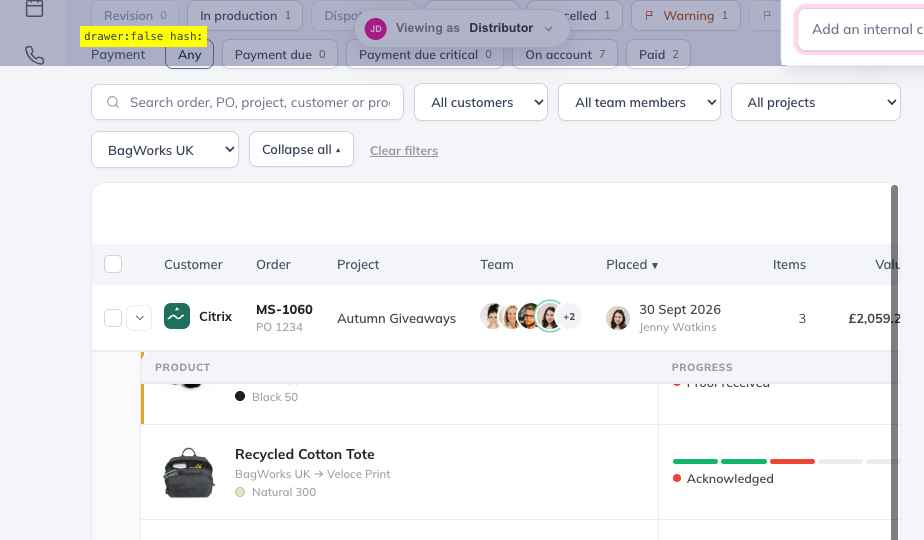 Revision 0
In production 1
1
Warning 1
JD Viewing as Distributor
drawer:false hash:
Add an internal c
Payment
Any
Payment due 0
Payment due critical 0
On account 7
Paid 2
Search order, PO, project, customer or pro
All customers
All team members
All projects
BagWorks UK
Collapse all
Clear filters
Customer
Order
Project
Team
Placed
Items
Valu
Citrix
MS-1060
PO 1234
Autumn Giveaways
+2
30 Sept 2026
Jenny Watkins
3
£2,059.2
PRODUCT
PROGRESS
Proof received
Black 50
Recycled Cotton Tote
BagWorks UK → Veloce Print
Natural 300
Acknowledged